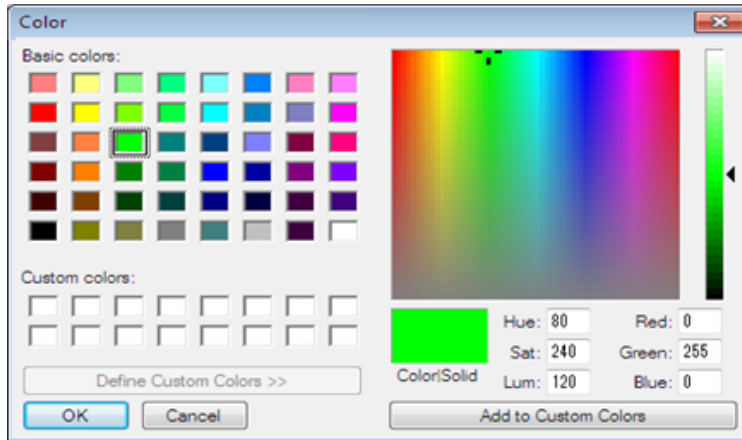 Color
Basic colors:
Custom colors:
Define Custom Colors >>
OK Cancel
Color|Solid
Hue: 80 Red: 0
Sat: 240 Green: 255
Lum: 120 Blue: 0
Add to Custom Colors